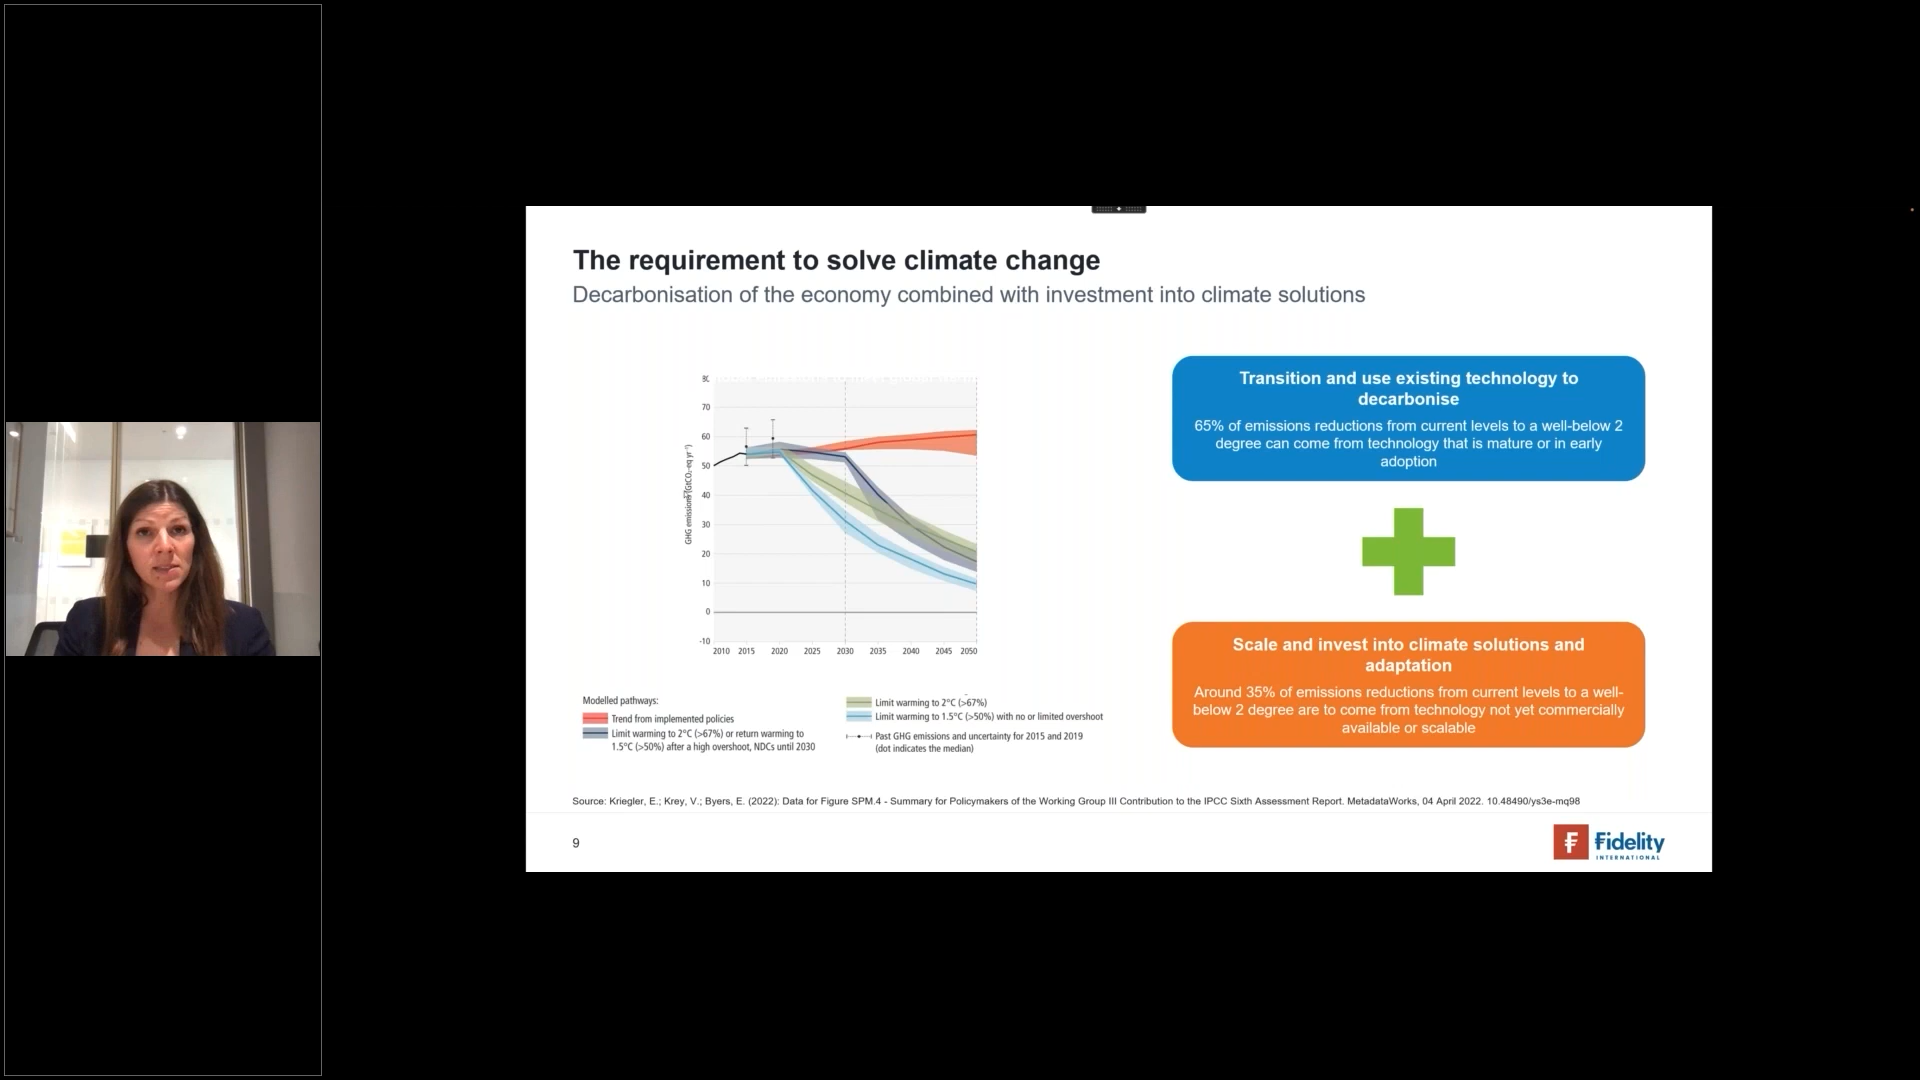 The requirement to solve climate change
Decarbonisation of the economy combined with investment into climate solutions
70
60
50
40
30
20
10
0
-10
GHG emissions (GtCO₂-eq yr⁻¹)
2010 2015 2020 2025 2030 2035 2040 2045 2050
Modelled pathways:
Trend from implemented policies
Limit warming to 2°C (>67%) or return warming to
1.5°C (>50%) after a high overshoot, NDCs until 2030
Limit warming to 2°C (>67%)
Limit warming to 1.5°C (>50%) with no or limited overshoot
Past GHG emissions and uncertainty for 2015 and 2019
(dot indicates the median)
Transition and use existing technology to
decarbonise
65% of emissions reductions from current levels to a well-below 2
degree can come from technology that is mature or in early
adoption
Scale and invest into climate solutions and
adaptation
Around 35% of emissions reductions from current levels to a well-
below 2 degree are to come from technology not yet commercially
available or scalable
Source: Kriegler, E.; Krey, V.; Byers, E. (2022): Data for Figure SPM.4 - Summary for Policymakers of the Working Group III Contribution to the IPCC Sixth Assessment Report. MetadataWorks, 04 April 2022. 10.48490/ys3e-mq98
9
Fidelity
INTERNATIONAL